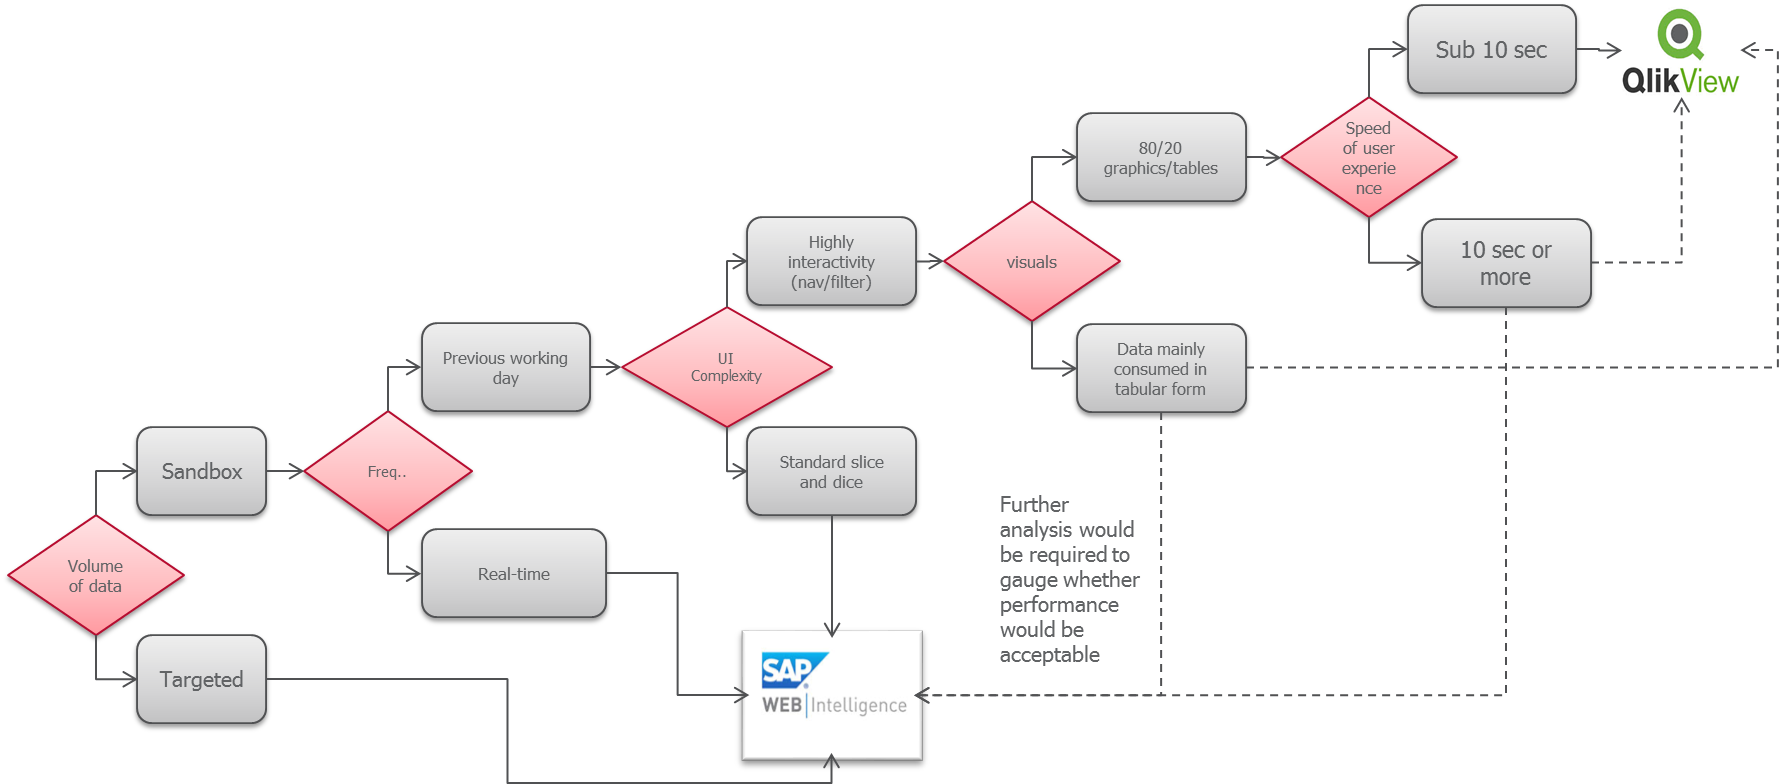 Sub 10 sec
QlikView
80/20
graphics/tables
Speed
of user
experie
nce
10 sec or
more
Highly
interactivity
(nav/filter)
visuals
Previous working
day
UI
Complexity
Data mainly
consumed in
tabular form
Sandbox
Freq..
Standard slice
and dice
Volume
of data
Real-time
Further
analysis would
be required to
gauge whether
performance
would be
acceptable
Targeted
SAP
WEB Intelligence